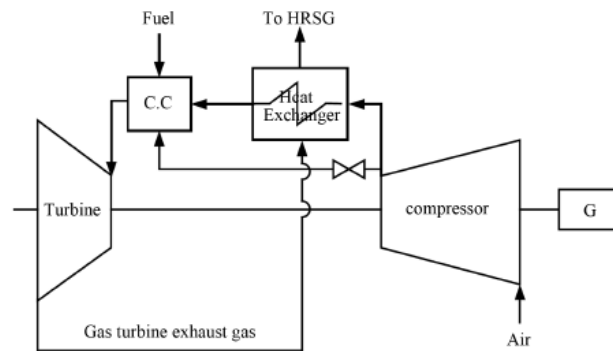 Fuel
To HRSG
C.C
Heat
Exchanger
Turbine
compressor
G
Gas turbine exhaust gas
Air